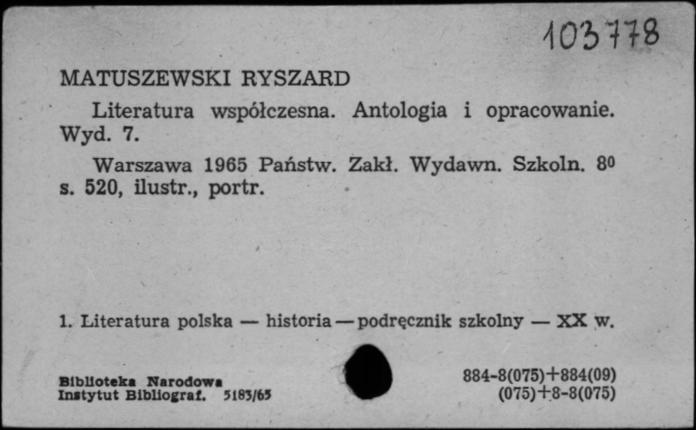 103778
MATUSZEWSKI RYSZARD
Literatura współczesna. Antologia i opracowanie.
Wyd. 7.
Warszawa 1965 Państw. Zakł. Wydawn. Szkoln. 8⁰
s. 520, ilustr., portr.
1. Literatura polska — historia — podręcznik szkolny — XX w.
Biblioteka Narodowa
Instytut Bibliograf. 5183/65
884-8(075)+884(09)
(075)+8-8(075)